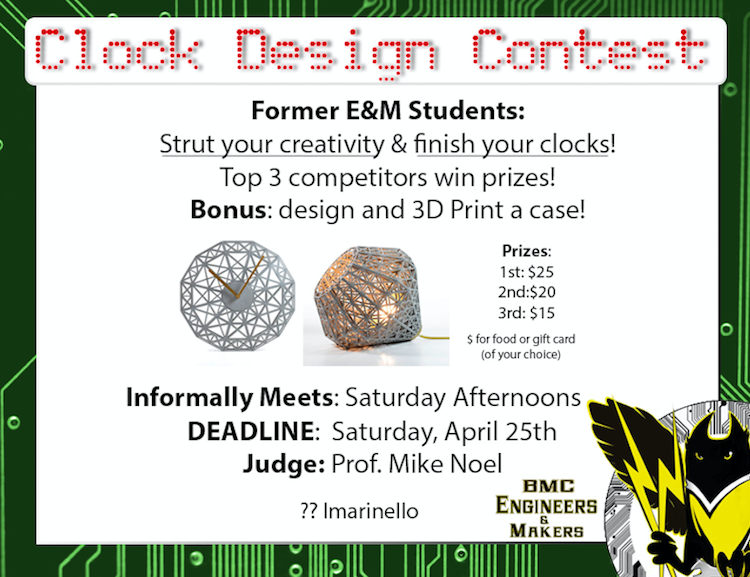 Clock Design Contest
Former E&M Students:
Strut your creativity & finish your clocks!
Top 3 competitors win prizes!
Bonus: design and 3D Print a case!
Prizes:
1st: $25
2nd:$20
3rd: $15
$ for food or gift card
(of your choice)
Informally Meets: Saturday Afternoons
DEADLINE: Saturday, April 25th
Judge: Prof. Mike Noel
?? lmarinello
BMC
ENGINEERS
&
MAKERS